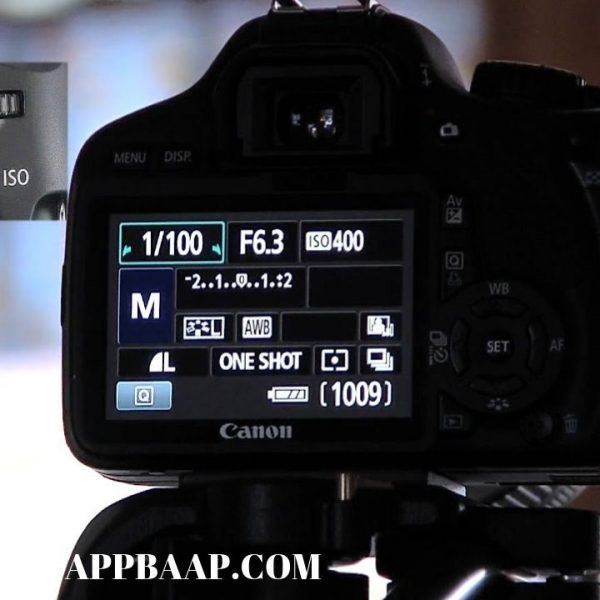 ISO
MENU DISP.
Av
1/100 F6.3 ISO400
-2..1..0..1.:2
Q
M
WB
L AWB
SET AF
L ONE SHOT
Q [1009]
Canon
APPBAAP.COM